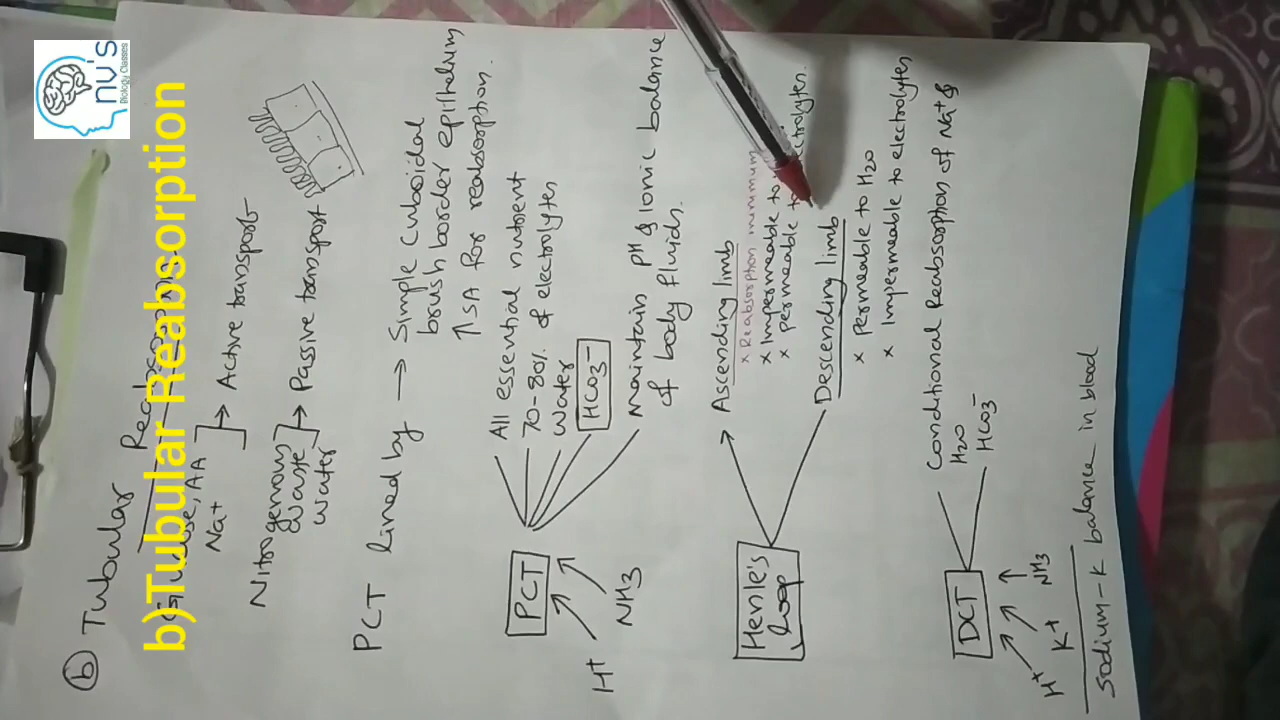 nv's
Biology Classes
b)Tubular Reabsorption
b Tubular Reabsorption
Glucose, AA
Na+
Active transport
Nitrogenous
Waste
Water
Passive transport
PCT lined by → Simple cuboidal
brush border epithelium
↑SA for reabsorption.
PCT
H+
NH3
All essential nutrient
70-80% of electrolytes
Water
HCO3-
maintain pH & ionic balance
of body fluids.
Henle's
Loop
Ascending limb
x Reabsorption minimum
x Impermeable to
x permeable to electrolytes.
Descending limb
x Permeable to H2O
x Impermeable to electrolytes
DCT
H+
K+
NH3
Conditional Reabsorption of Na+ &
H2O
HCO3-
Sodium-K balance in blood